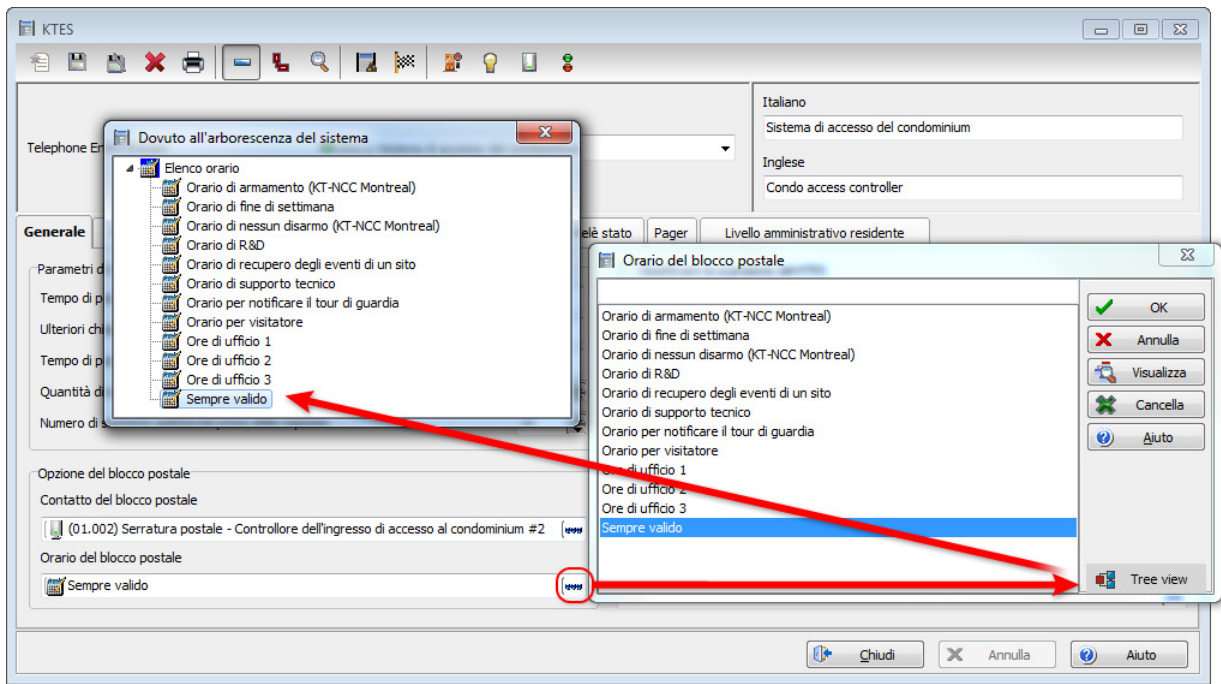 KTES
Italiano
Sistema di accesso del condominium
Telephone En
Inglese
Condo access controller
Dovuto all'arborescenza del sistema
Elenco orario
Orario di armamento (KT-NCC Montreal)
Orario di fine di settimana
Orario di nessun disarmo (KT-NCC Montreal)
Orario di R&D
Orario di recupero degli eventi di un sito
Orario di supporto tecnico
Orario per notificare il tour di guardia
Orario per visitatore
Ore di ufficio 1
Ore di ufficio 2
Ore di ufficio 3
Sempre valido
Generale
elè stato
Pager
Livello amministrativo residente
Parametri d
Tempo di p
Ulteriori chi
Tempo di p
Quantità di
Numero di s
Orario del blocco postale
Orario di armamento (KT-NCC Montreal)
Orario di fine di settimana
Orario di nessun disarmo (KT-NCC Montreal)
Orario di R&D
Orario di recupero degli eventi di un sito
Orario di supporto tecnico
Orario per notificare il tour di guardia
Orario per visitatore
Ore di ufficio 1
Ore di ufficio 2
Ore di ufficio 3
Sempre valido
OK
Annulla
Visualizza
Cancella
Aiuto
Tree view
Opzione del blocco postale
Contatto del blocco postale
(01.002) Serratura postale - Controllore dell'ingresso di accesso al condominium #2
Orario del blocco postale
Sempre valido
Chiudi
Annulla
Aiuto